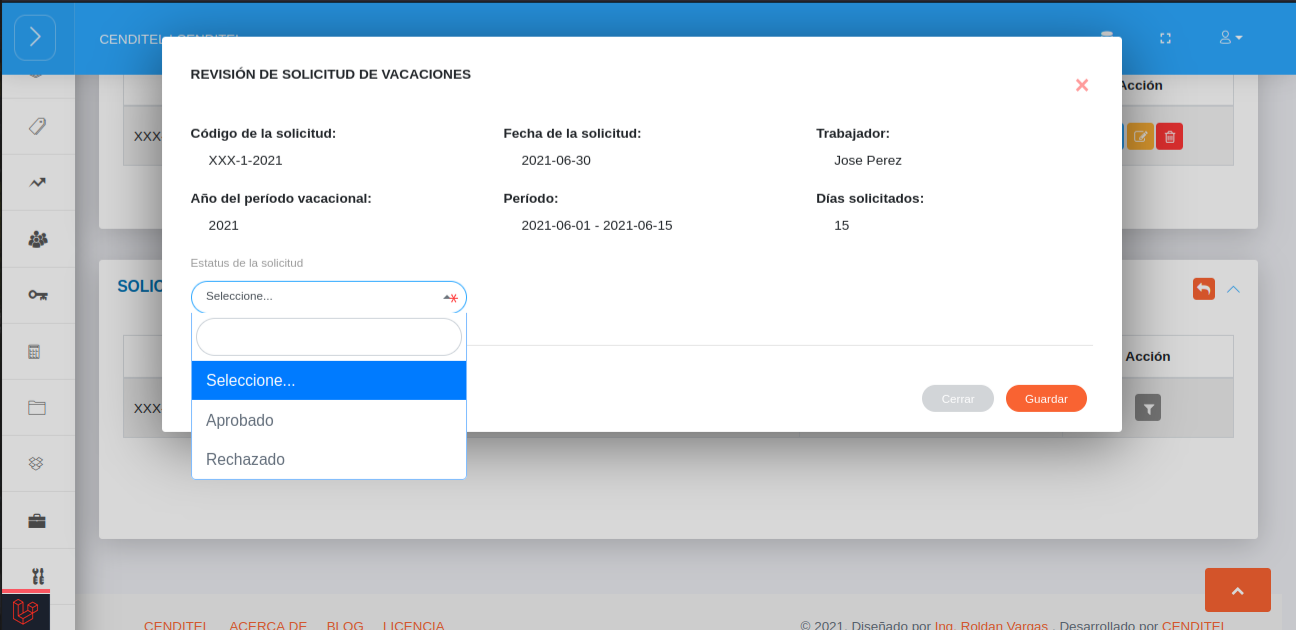 CENDITEL | CENDITEL
REVISIÓN DE SOLICITUD DE VACACIONES
Acción
Código de la solicitud:
Fecha de la solicitud:
Trabajador:
XXX
XXX-1-2021
2021-06-30
Jose Perez
Año del período vacacional:
Período:
Días solicitados:
2021
2021-06-01 - 2021-06-15
15
Estatus de la solicitud
SOLIC
Seleccione...
Seleccione...
Acción
Aprobado
Rechazado
XXX
Cerrar
Guardar
CENDITEL
ACERCA DE
BLOG
LICENCIA
© 2021, Diseñado por Ing. Roldan Vargas . Desarrollado por CENDITEL